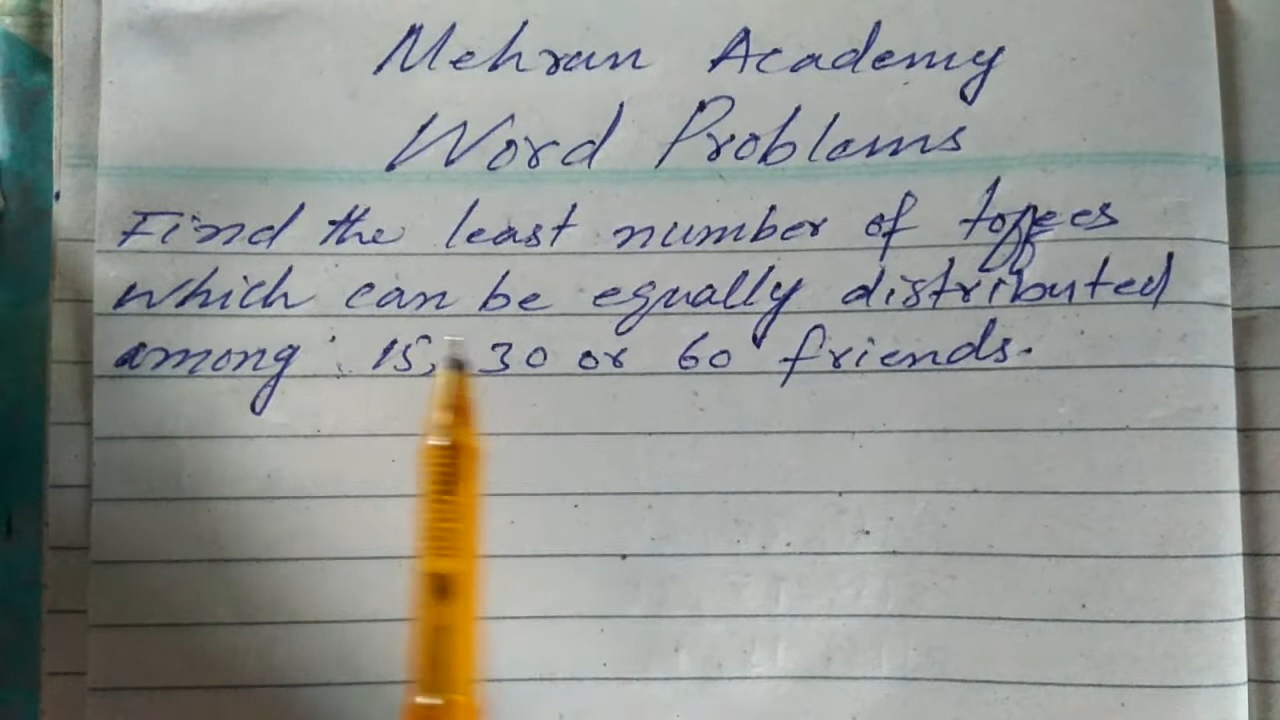 Mehran Academy
Word Problems
Find the least number of toffees
which can be equally distributed
among: 15, 30 or 60 friends.